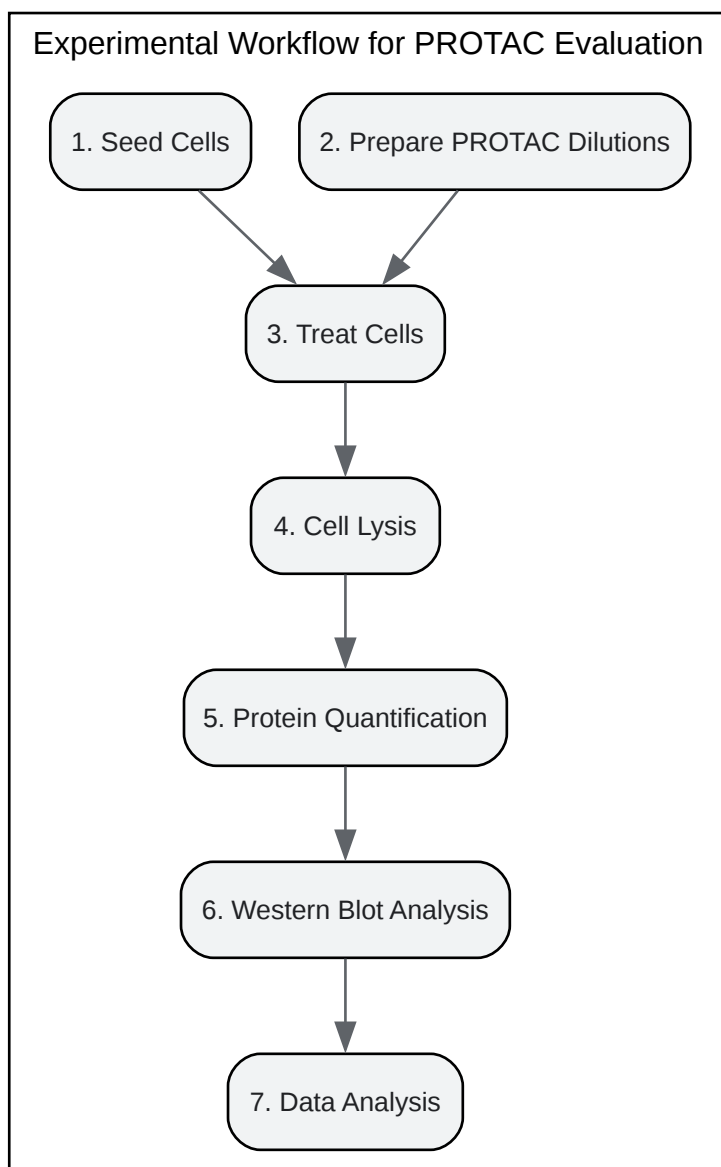 Experimental Workflow for PROTAC Evaluation
1. Seed Cells
2. Prepare PROTAC Dilutions
3. Treat Cells
4. Cell Lysis
5. Protein Quantification
6. Western Blot Analysis
7. Data Analysis